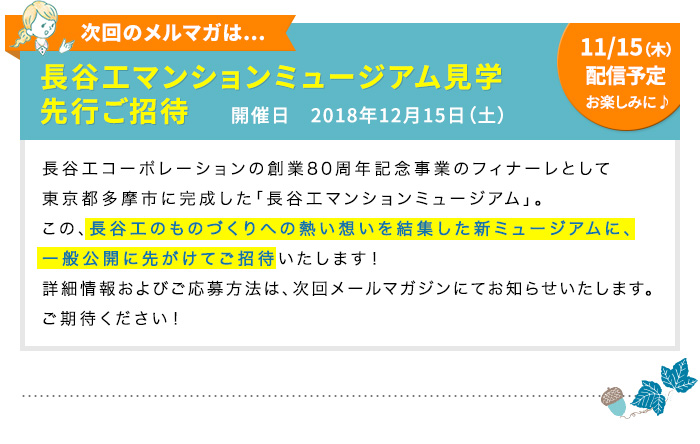 次回のメルマガは...
11/15（木）
配信予定
お楽しみに♪
長谷工マンションミュージアム見学
先行ご招待　開催日　2018年12月15日（土）
長谷工コーポレーションの創業80周年記念事業のフィナーレとして
東京都多摩市に完成した「長谷工マンションミュージアム」。
この、長谷工のものづくりへの熱い想いを結集した新ミュージアムに、
一般公開に先がけてご招待いたします！
詳細情報およびご応募方法は、次回メールマガジンにてお知らせいたします。
ご期待ください！